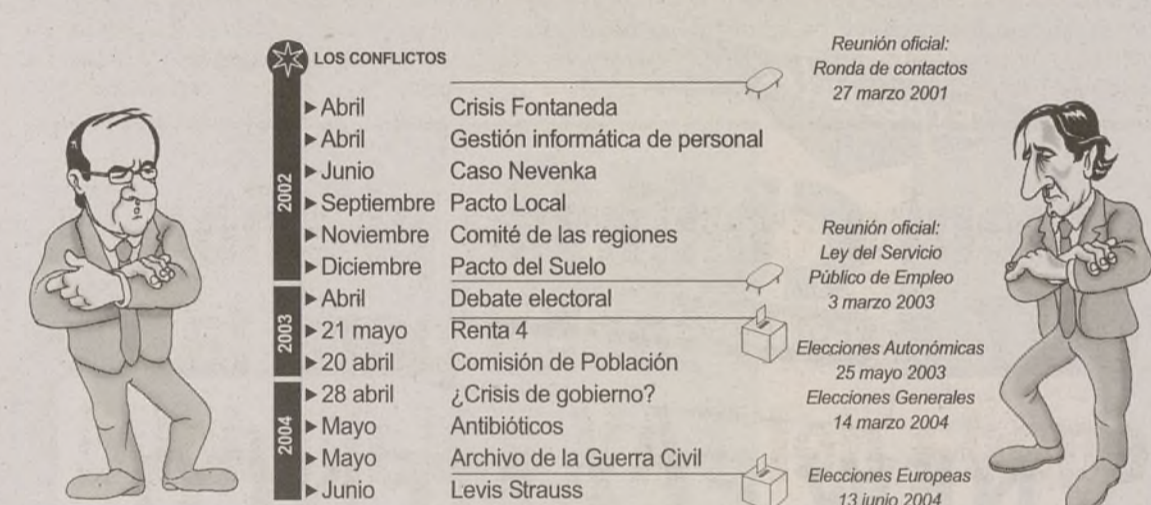 LOS CONFLICTOS
2002
Abril Crisis Fontaneda
Abril Gestión informática de personal
Junio Caso Nevenka
Septiembre Pacto Local
Noviembre Comité de las regiones
Diciembre Pacto del Suelo
2003
Abril Debate electoral
21 mayo Renta 4
20 abril Comisión de Población
2004
28 abril ¿Crisis de gobierno?
Mayo Antibióticos
Mayo Archivo de la Guerra Civil
Junio Levis Strauss
Reunión oficial:
Ronda de contactos
27 marzo 2001
Reunión oficial:
Ley del Servicio
Público de Empleo
3 marzo 2003
Elecciones Autonómicas
25 mayo 2003
Elecciones Generales
14 marzo 2004
Elecciones Europeas
13 junio 2004